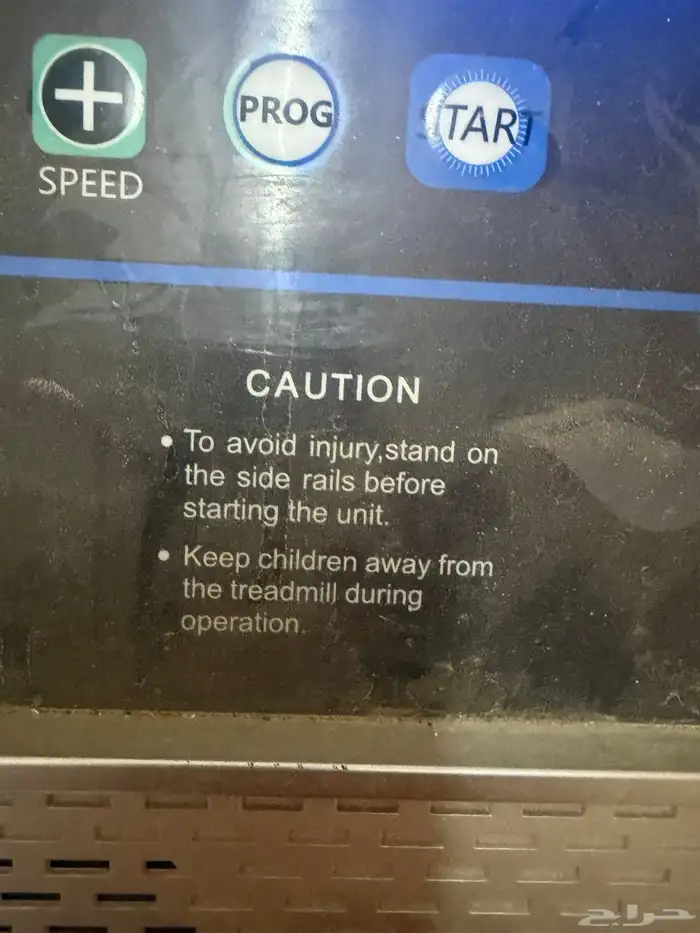 + PROG START
SPEED
CAUTION
• To avoid injury,stand on
the side rails before
starting the unit.
• Keep children away from
the treadmill during
operation.
حراج